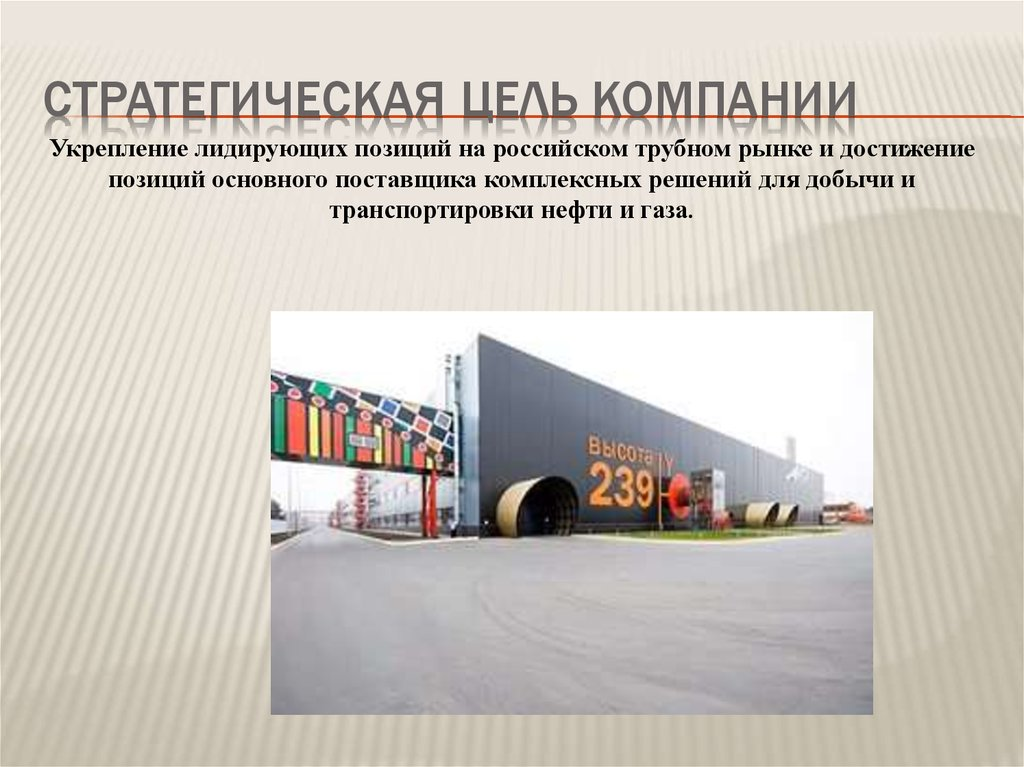 СТРАТЕГИЧЕСКАЯ ЦЕЛЬ КОМПАНИИ
Укрепление лидирующих позиций на российском трубном рынке и достижение
позиций основного поставщика комплексных решений для добычи и
транспортировки нефти и газа.
высота
239